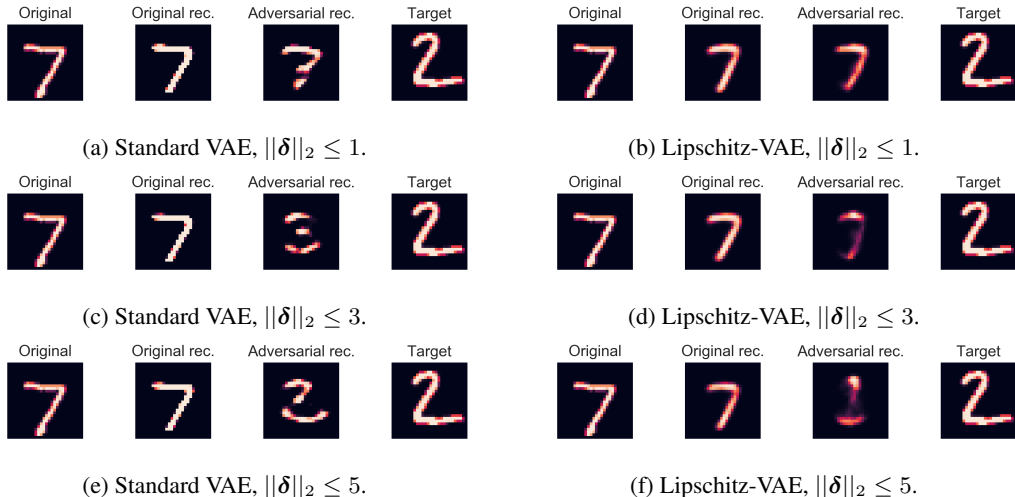 Original Original rec. Adversarial rec. Target Original Original rec. Adversarial rec. Target
(a) Standard VAE, ||δ||₂ ≤ 1. (b) Lipschitz-VAE, ||δ||₂ ≤ 1.
Original Original rec. Adversarial rec. Target Original Original rec. Adversarial rec. Target
(c) Standard VAE, ||δ||₂ ≤ 3. (d) Lipschitz-VAE, ||δ||₂ ≤ 3.
Original Original rec. Adversarial rec. Target Original Original rec. Adversarial rec. Target
(e) Standard VAE, ||δ||₂ ≤ 5. (f) Lipschitz-VAE, ||δ||₂ ≤ 5.